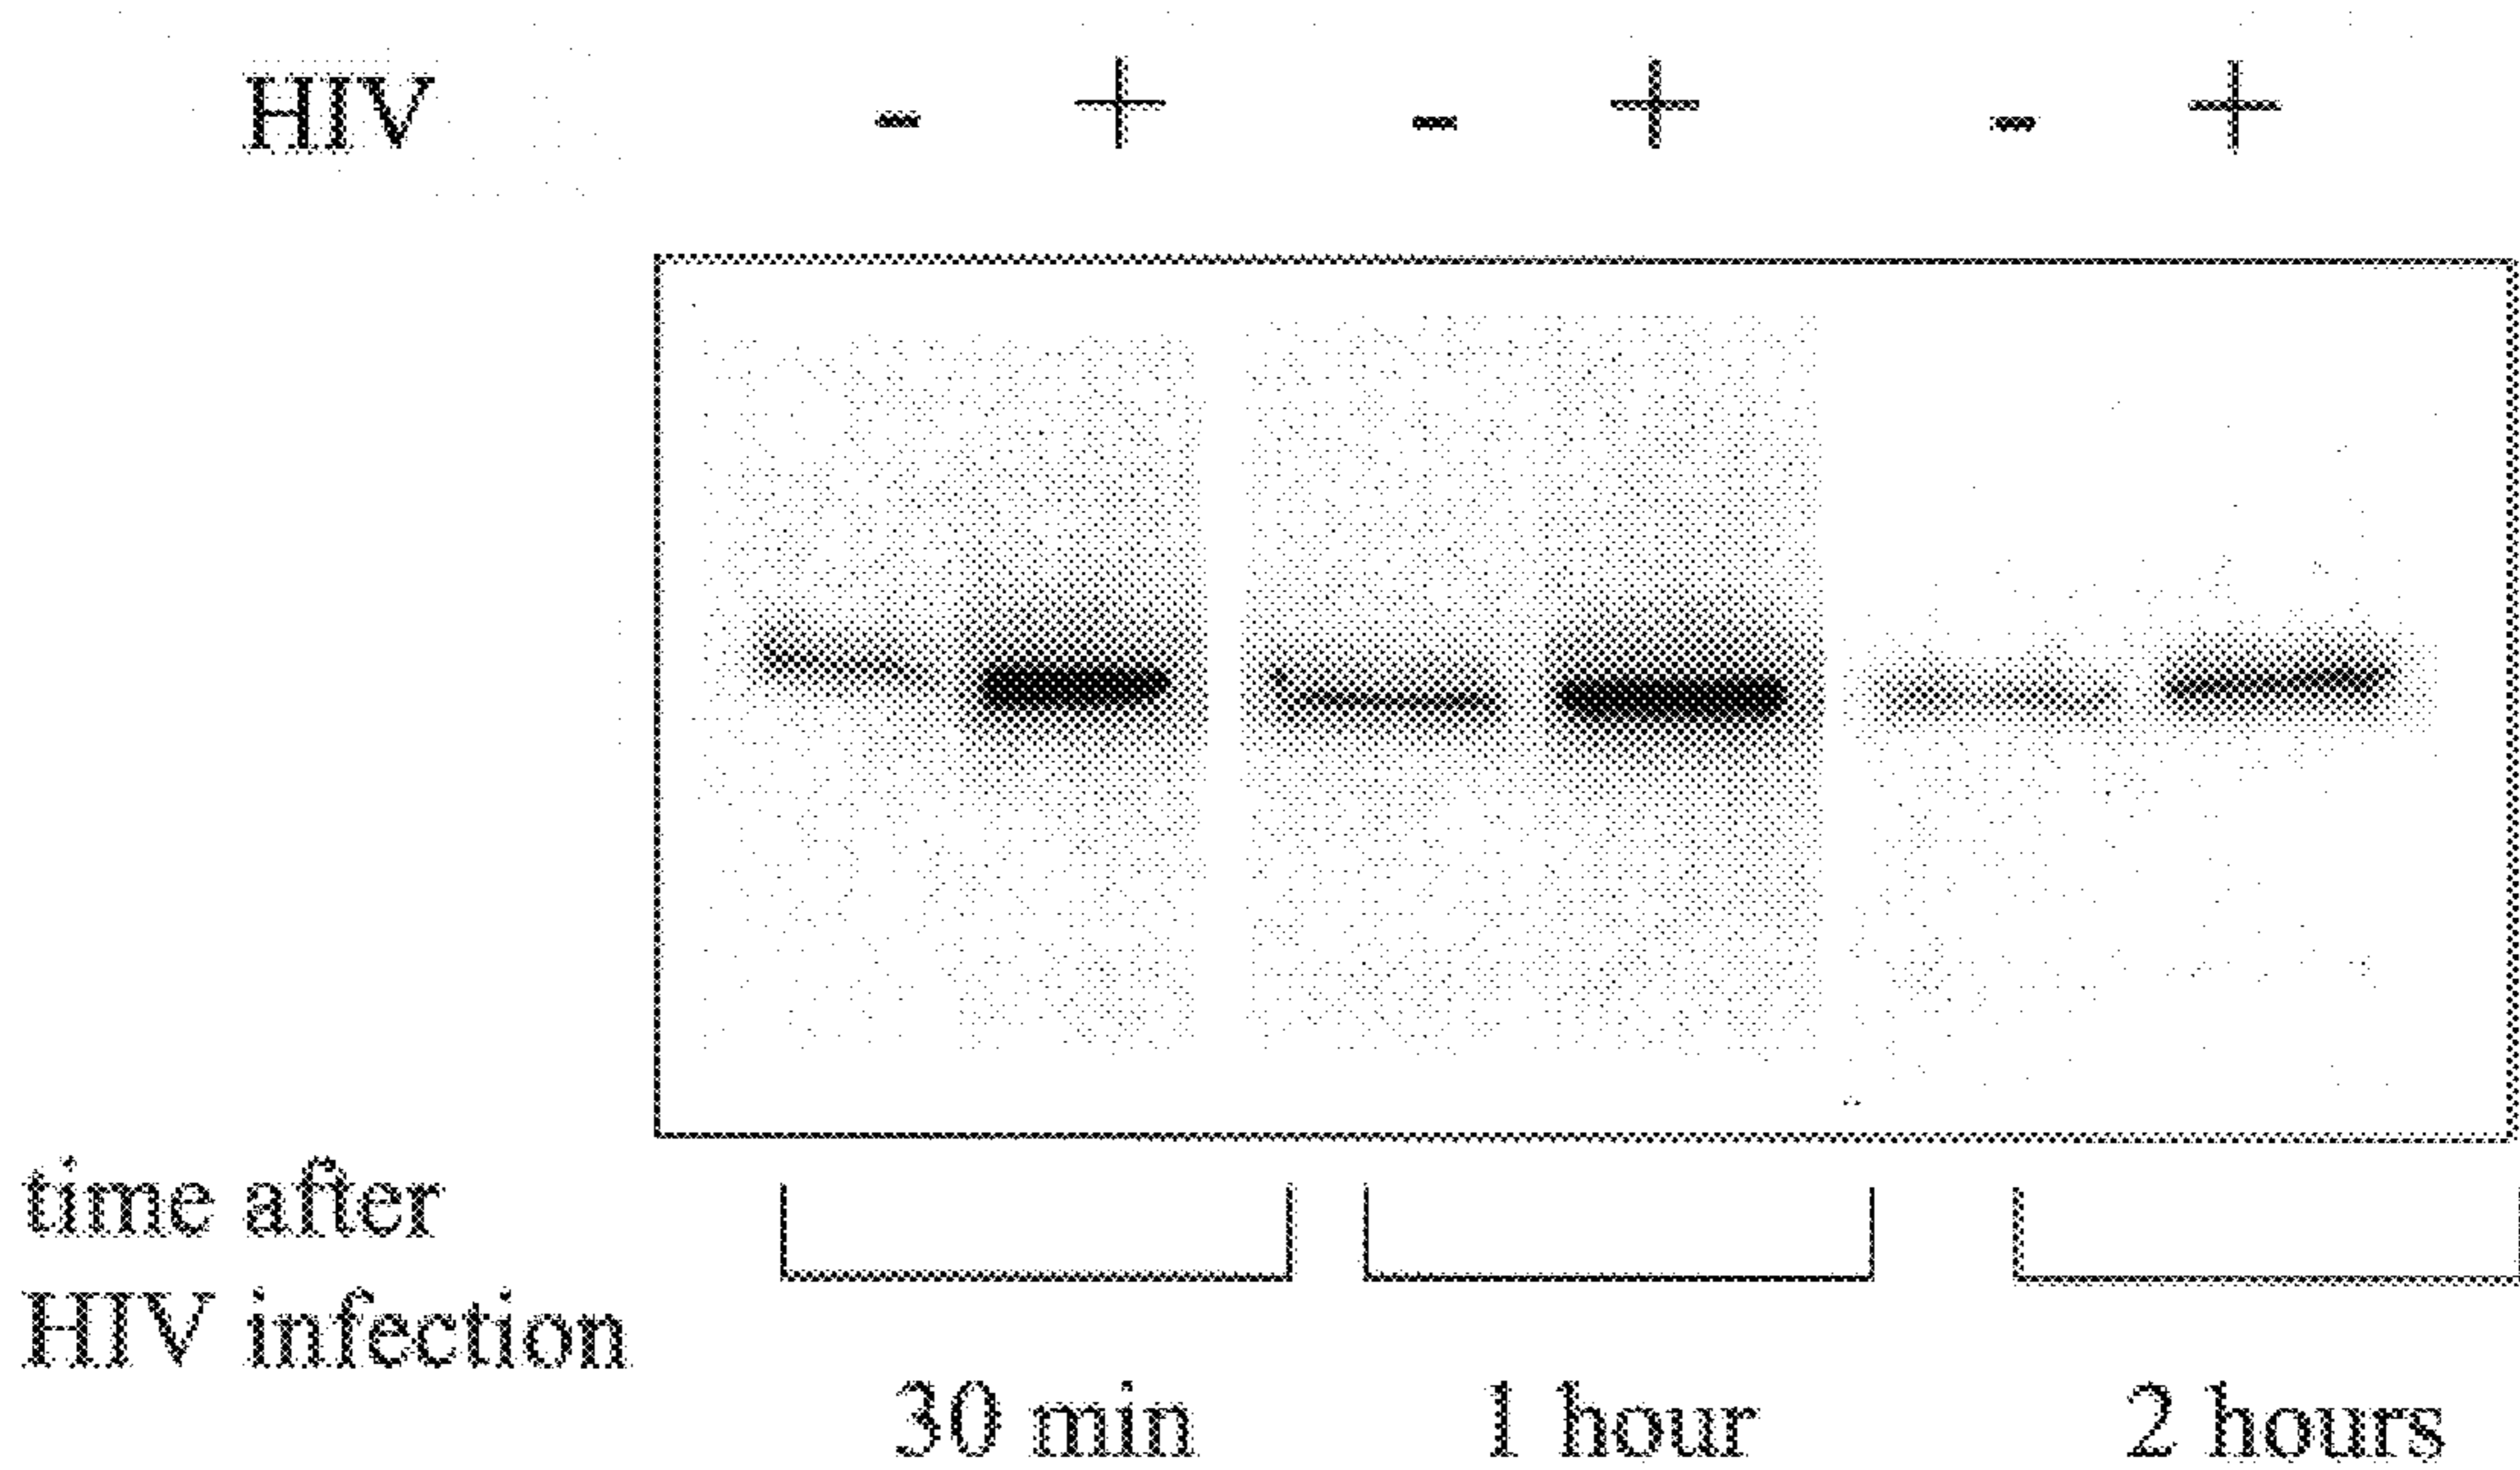 HIV - + - + - +
time after
HIV infection
30 min 1 hour 2 hours